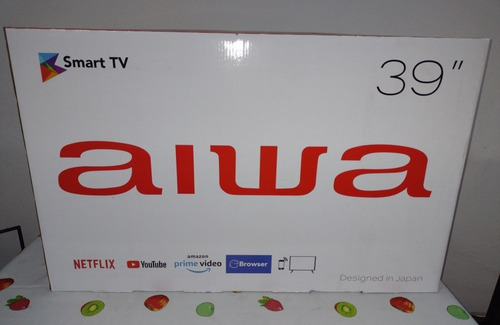 Smart TV
39"
aiwa
NETFLIX YouTube amazon prime video Browser
Designed in Japan